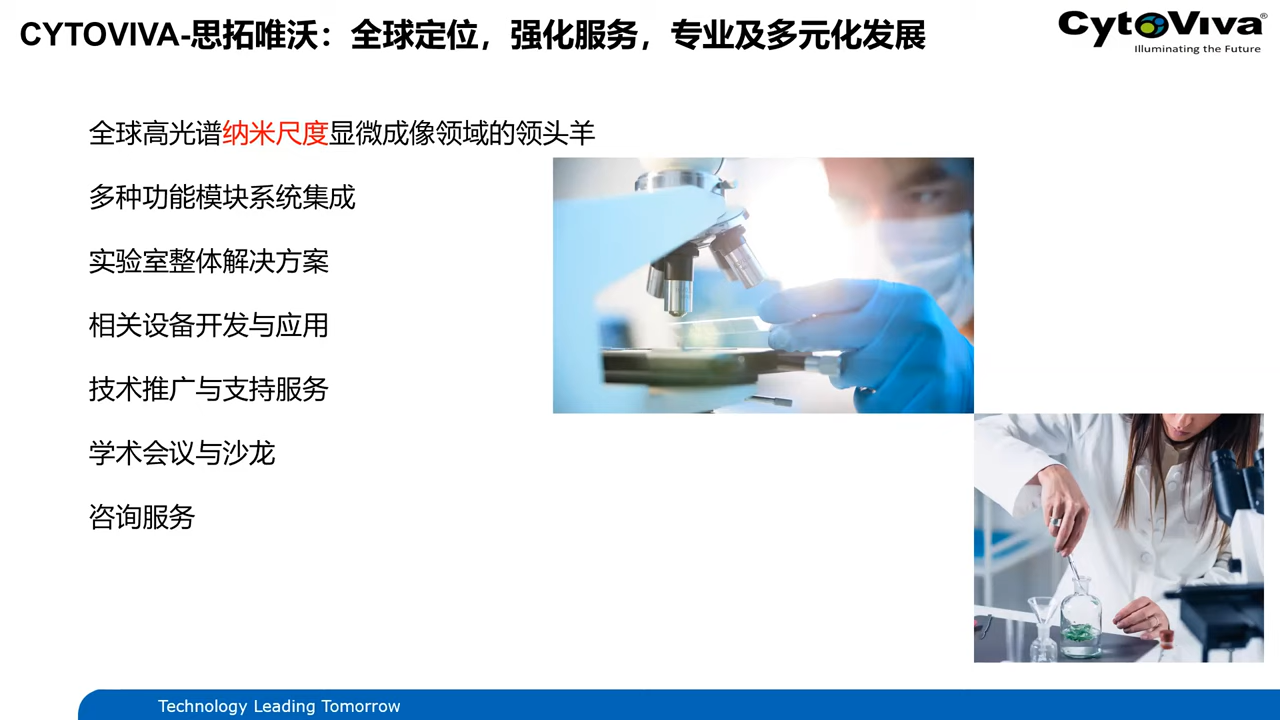 CYTOVIVA-思拓唯沃：全球定位，强化服务，专业及多元化发展
CytoViva®
Illuminating the Future
全球高光谱纳米尺度显微成像领域的领头羊
多种功能模块系统集成
实验室整体解决方案
相关设备开发与应用
技术推广与支持服务
学术会议与沙龙
咨询服务
Technology Leading Tomorrow